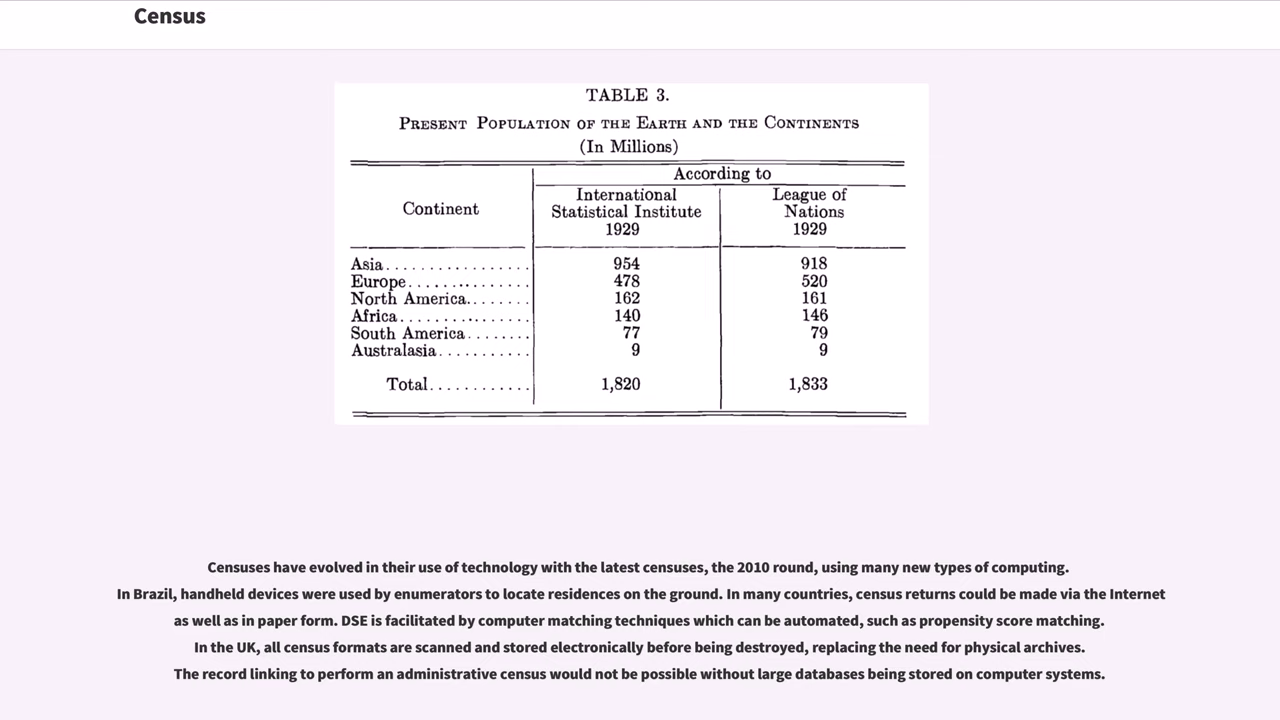 Census
TABLE 3.
PRESENT POPULATION OF THE EARTH AND THE CONTINENTS
(In Millions)
According to
Continent
International Statistical Institute 1929
League of Nations 1929
Asia................. 954 918
Europe.............. 478 520
North America........ 162 161
Africa............... 140 146
South America........ 77 79
Australasia........... 9 9
Total............ 1,820 1,833
Censuses have evolved in their use of technology with the latest censuses, the 2010 round, using many new types of computing.
In Brazil, handheld devices were used by enumerators to locate residences on the ground. In many countries, census returns could be made via the Internet
as well as in paper form. DSE is facilitated by computer matching techniques which can be automated, such as propensity score matching.
In the UK, all census formats are scanned and stored electronically before being destroyed, replacing the need for physical archives.
The record linking to perform an administrative census would not be possible without large databases being stored on computer systems.